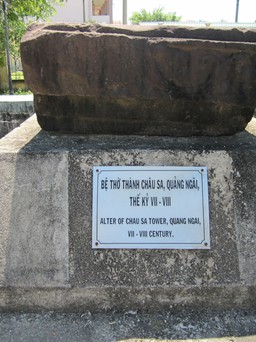 BỆ THỜ THÀNH CHÂU SA, QUẢNG NGÃI,
THẾ KỶ VII - VIII
ALTER OF CHAU SA TOWER, QUANG NGAI,
VII - VIII CENTURY.